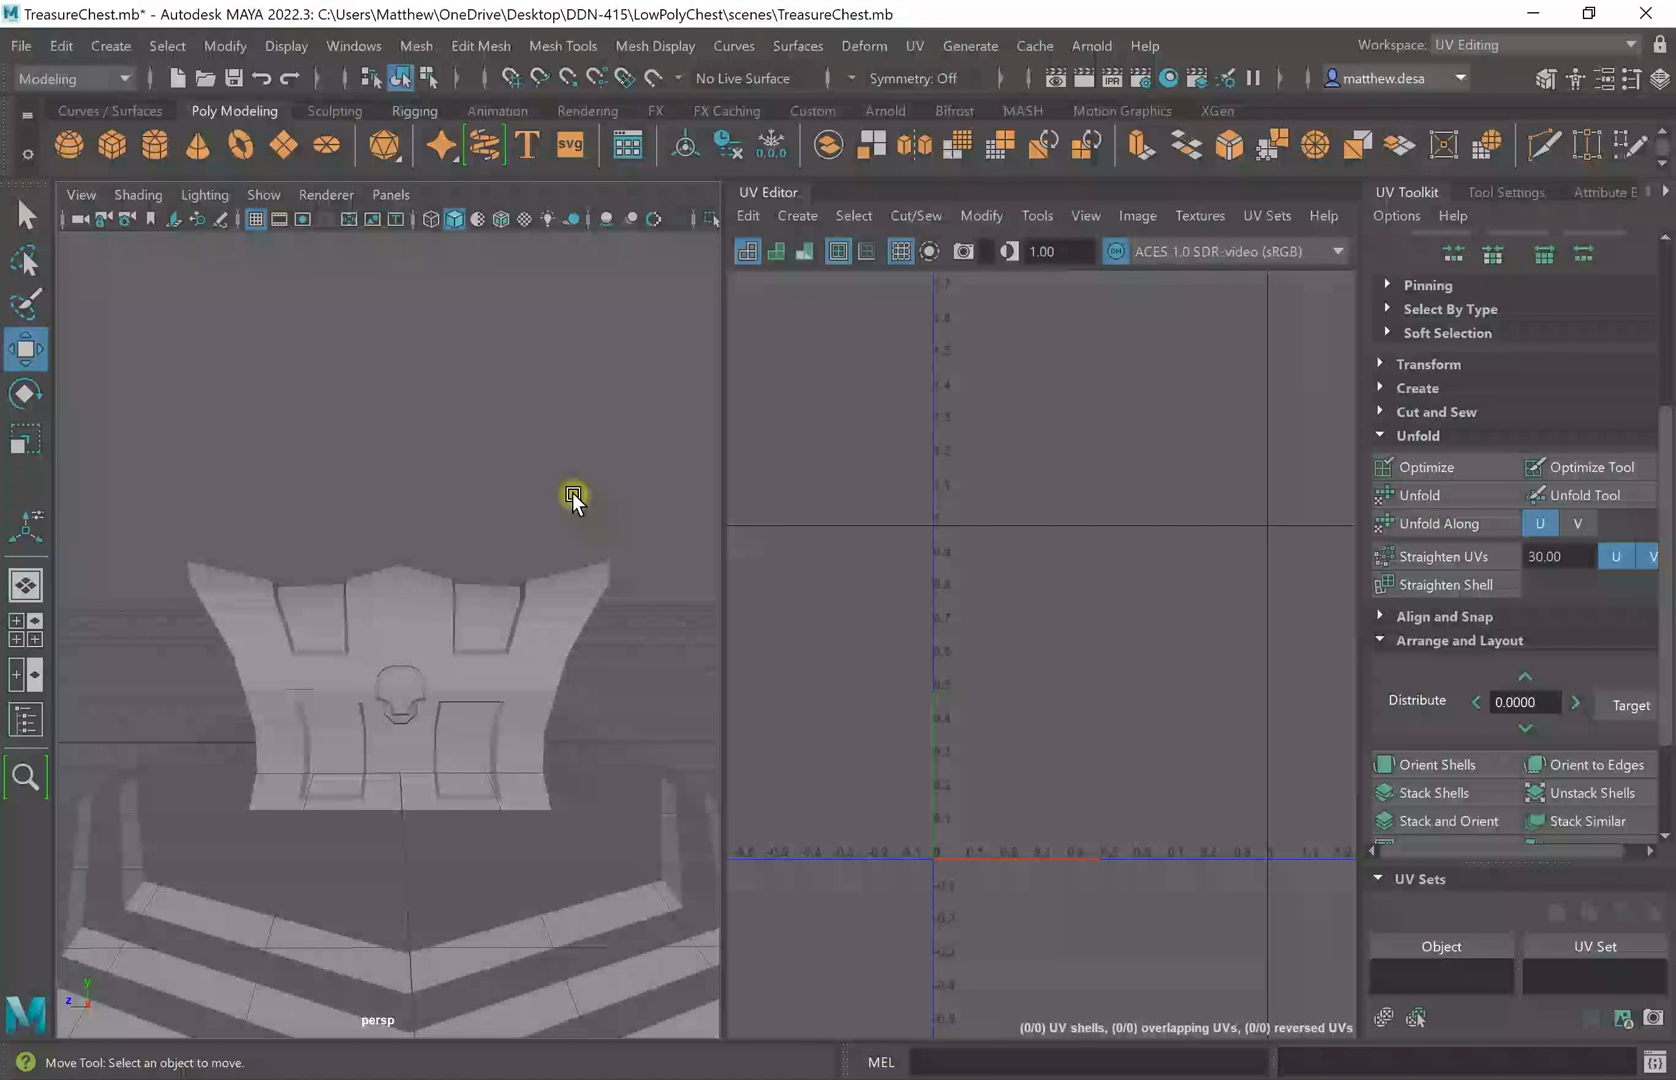 TreasureChest.mb* - Autodesk MAYA 2022.3: C:\Users\Matthew\OneDrive\Desktop\DDN-415\LowPolyChest\scenes\TreasureChest.mb
File Edit Create Select Modify Display Windows Mesh Edit Mesh Mesh Tools Mesh Display Curves Surfaces Deform UV Generate Cache Arnold Help Workspace: UV Editing
Modeling No Live Surface Symmetry: Off matthew.desa
Curves / Surfaces Poly Modeling Sculpting Rigging Animation Rendering FX FX Caching Custom Arnold Bifrost MASH Motion Graphics XGen
T SVG IPR 0,0,0
View Shading Lighting Show Renderer Panels
UV Editor
Edit Create Select Cut/Sew Modify Tools View Image Textures UV Sets Help
1.00 ON ACES 1.0 SDR-video (sRGB)
UV Toolkit Tool Settings Attribute E
Options Help
Pinning
Select By Type
Soft Selection
Transform
Create
Cut and Sew
Unfold
Optimize Optimize Tool
Unfold Unfold Tool
Unfold Along U V
Straighten UVs 30.00 U V
Straighten Shell
Align and Snap
Arrange and Layout
Distribute 0.0000 Target
Orient Shells Orient to Edges
Stack Shells Unstack Shells
Stack and Orient Stack Similar
UV Sets
Object UV Set
y
z x
persp
(0/0) UV shells, (0/0) overlapping UVs, (0/0) reversed UVs
Move Tool: Select an object to move. MEL